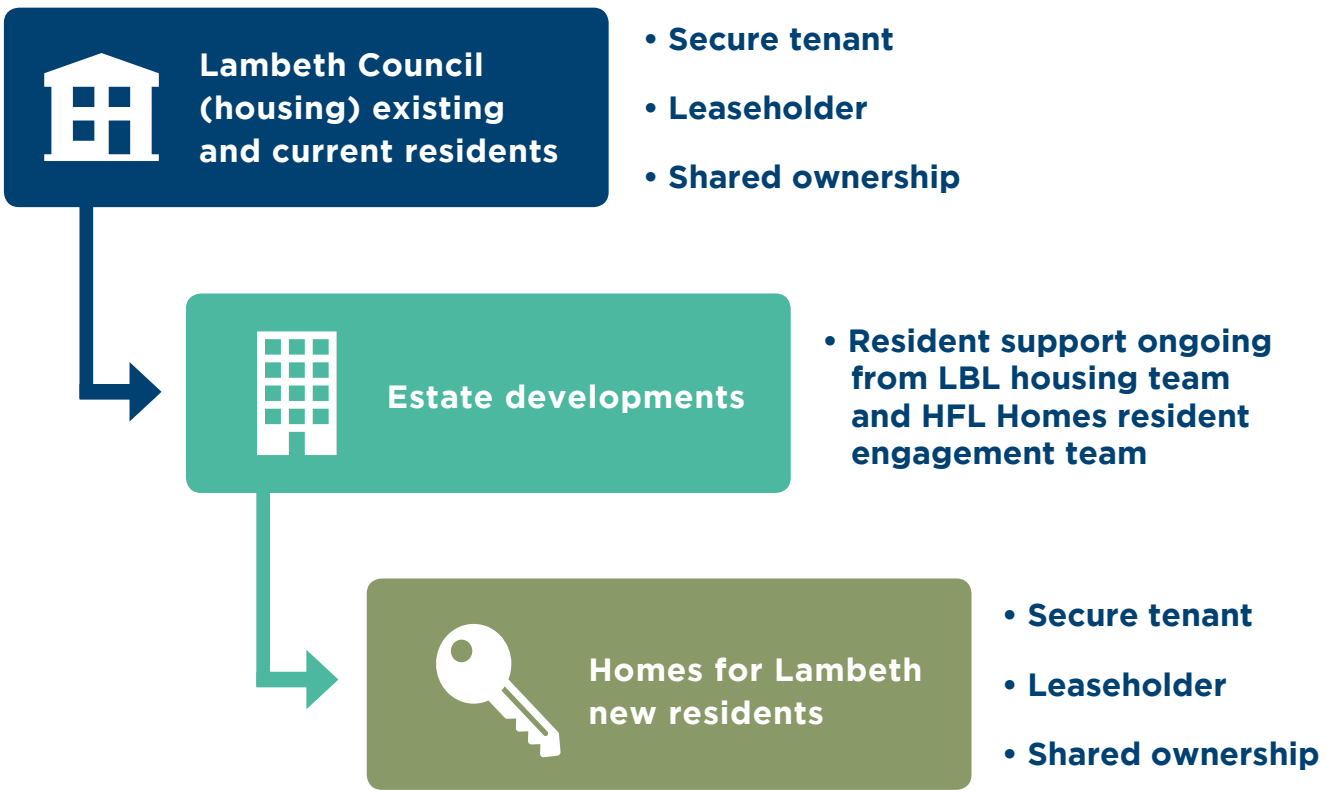 Lambeth Council
(housing) existing
and current residents
• Secure tenant
• Leaseholder
• Shared ownership
Estate developments
• Resident support ongoing
from LBL housing team
and HFL Homes resident
engagement team
Homes for Lambeth
new residents
• Secure tenant
• Leaseholder
• Shared ownership